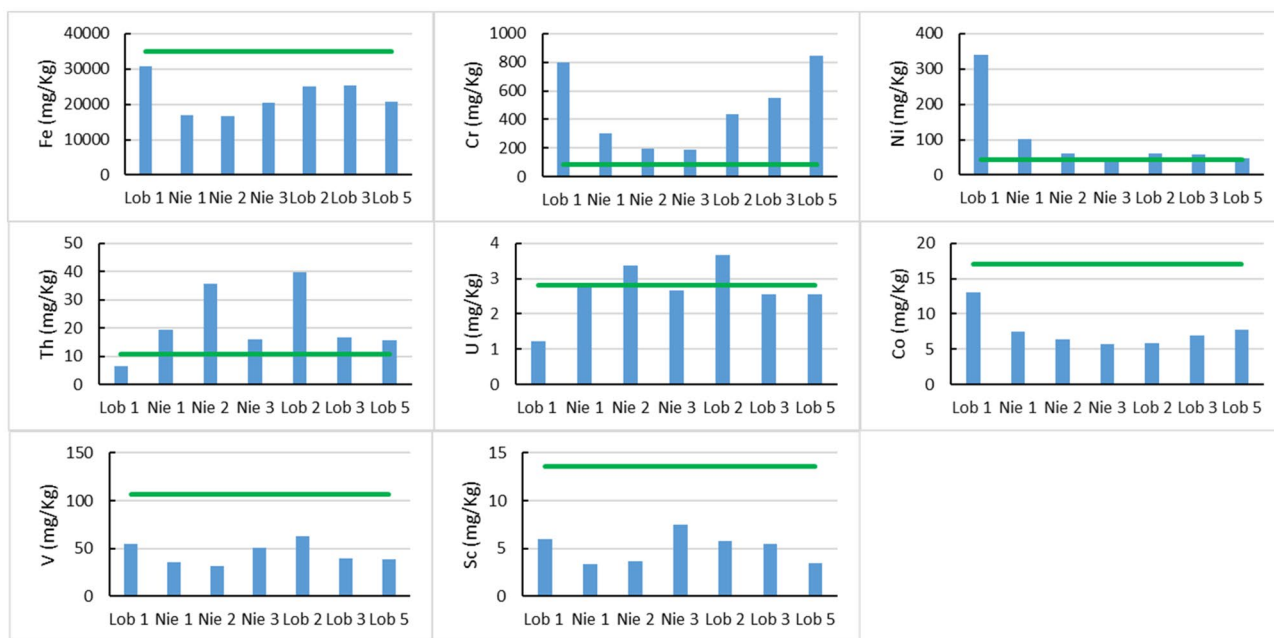 Fe (mg/Kg)
40000
30000
20000
10000
0
Lob 1 Nie 1 Nie 2 Nie 3 Lob 2 Lob 3 Lob 5
Cr (mg/Kg)
1000
800
600
400
200
0
Lob 1 Nie 1 Nie 2 Nie 3 Lob 2 Lob 3 Lob 5
Ni (mg/Kg)
400
300
200
100
0
Lob 1 Nie 1 Nie 2 Nie 3 Lob 2 Lob 3 Lob 5
Th (mg/Kg)
50
40
30
20
10
0
Lob 1 Nie 1 Nie 2 Nie 3 Lob 2 Lob 3 Lob 5
U (mg/Kg)
4
3
2
1
0
Lob 1 Nie 1 Nie 2 Nie 3 Lob 2 Lob 3 Lob 5
Co (mg/Kg)
20
15
10
5
0
Lob 1 Nie 1 Nie 2 Nie 3 Lob 2 Lob 3 Lob 5
V (mg/Kg)
150
100
50
0
Lob 1 Nie 1 Nie 2 Nie 3 Lob 2 Lob 3 Lob 5
Sc (mg/Kg)
15
10
5
0
Lob 1 Nie 1 Nie 2 Nie 3 Lob 2 Lob 3 Lob 5